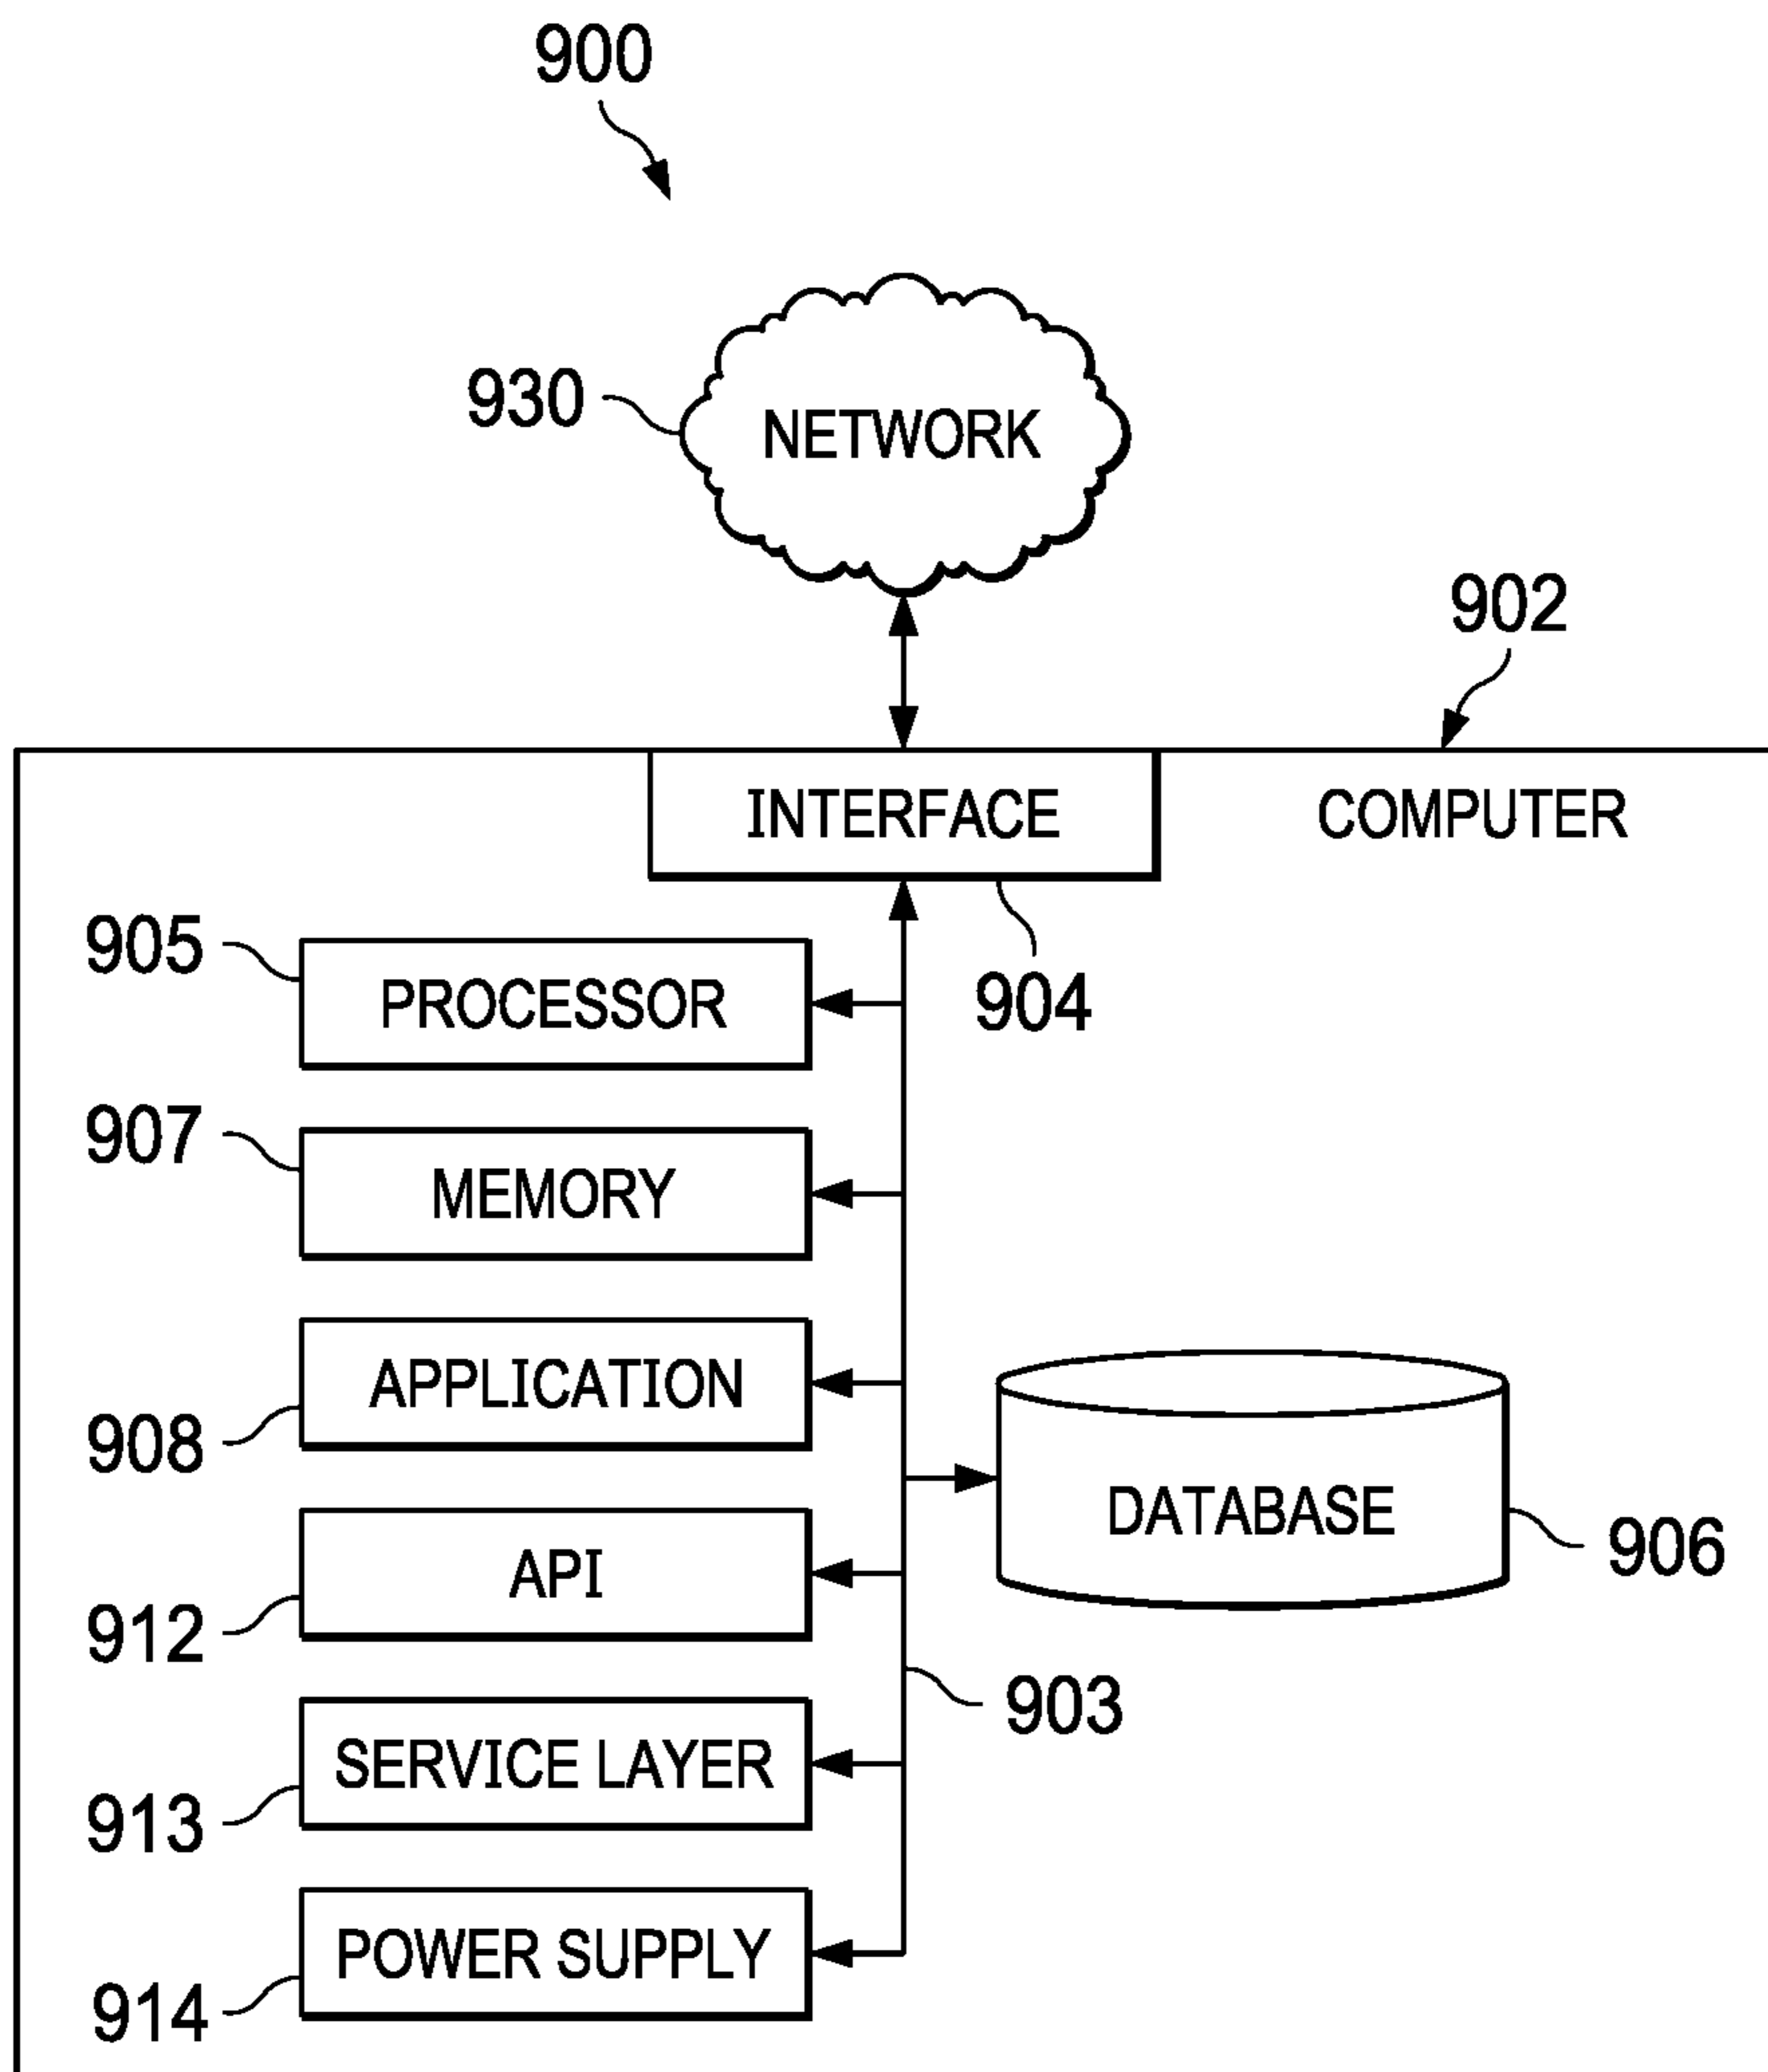 900
930
NETWORK
902
INTERFACE
COMPUTER
905
PROCESSOR
904
907
MEMORY
APPLICATION
908
DATABASE
906
API
912
903
SERVICE LAYER
913
POWER SUPPLY
914